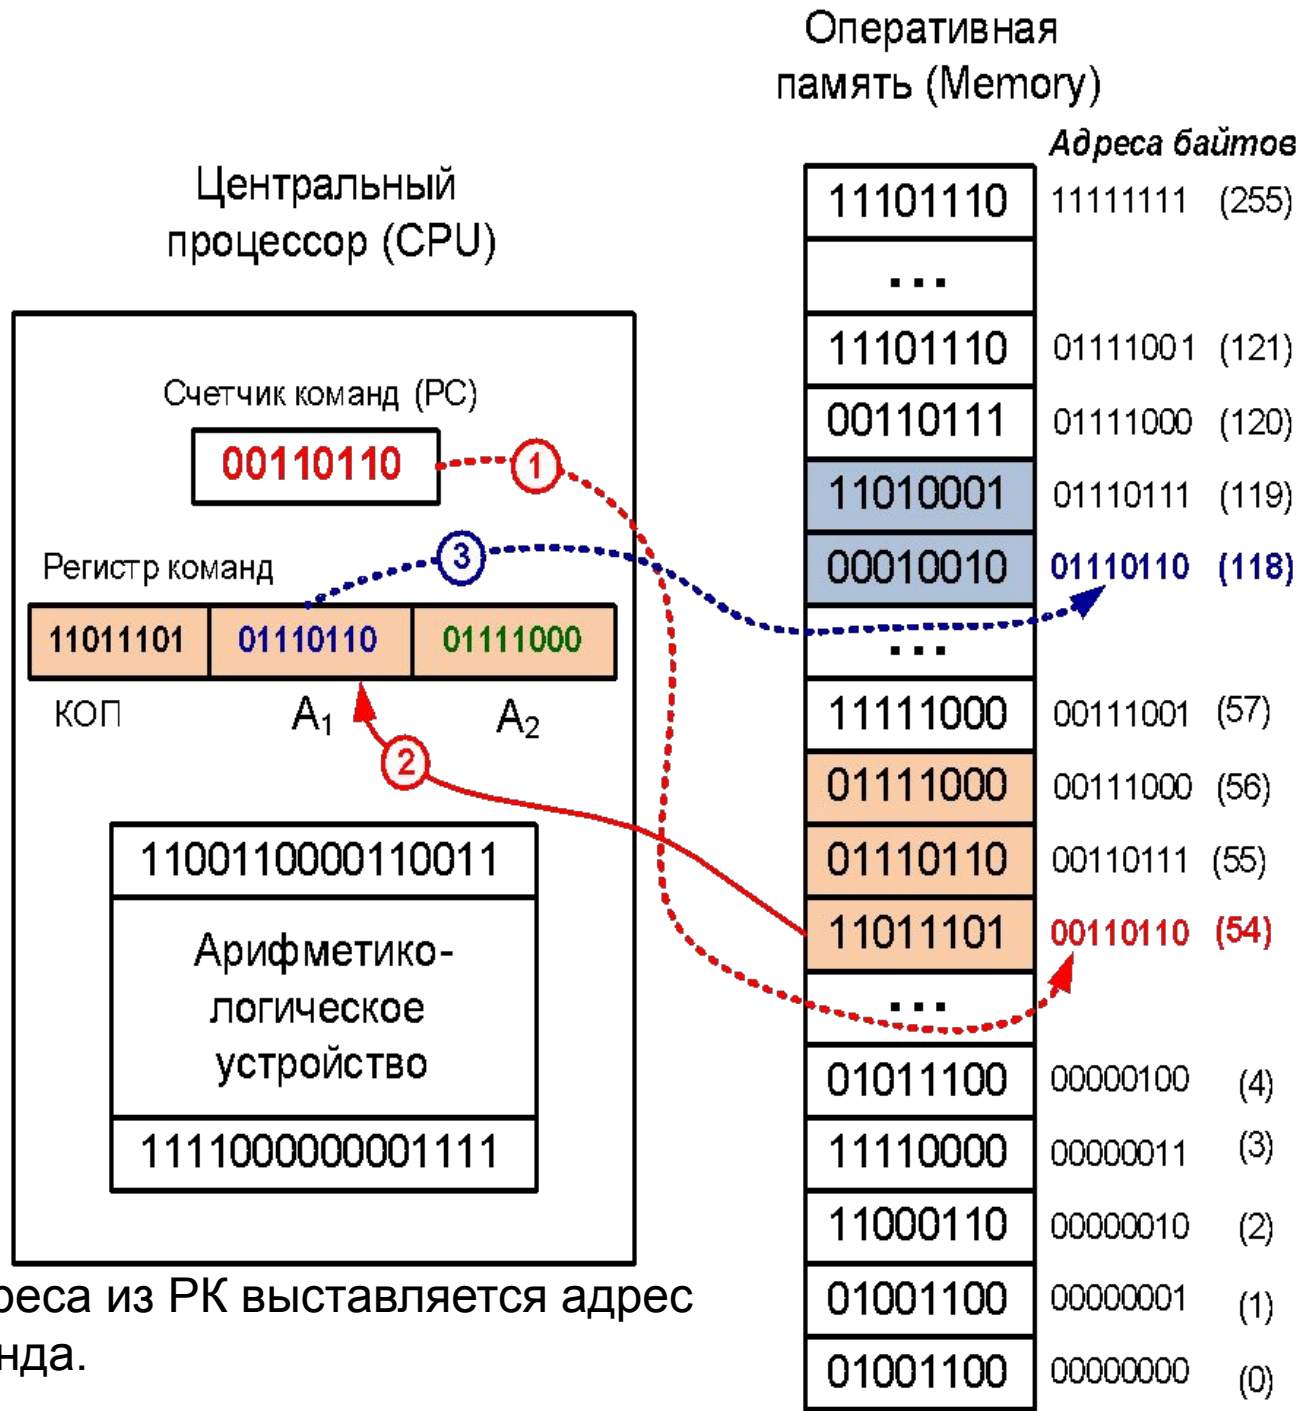 Оперативная
память (Memory)
Адреса байтов
Центральный
процессор (CPU)
11101110 11111111 (255)
...
11101110 01111001 (121)
Счетчик команд (PC)
00110111 01111000 (120)
00110110 1
11010001 01110111 (119)
Регистр команд 3
00010010 01110110 (118)
11011101 01110110 01111000
...
КОП A1 A2
11111000 00111001 (57)
2
01111000 00111000 (56)
1100110000110011
01110110 00110111 (55)
11011101 00110110 (54)
Арифметико-
логическое
устройство
...
01011100 00000100 (4)
1111000000001111
11110000 00000011 (3)
11000110 00000010 (2)
реса из РК выставляется адрес
01001100 00000001 (1)
нда.
01001100 00000000 (0)